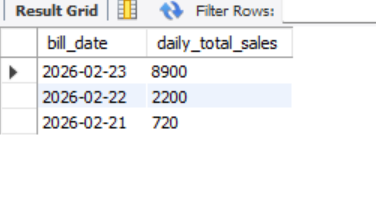 Result Grid Filter Rows:
bill_date daily_total_sales
2026-02-23 8900
2026-02-22 2200
2026-02-21 720